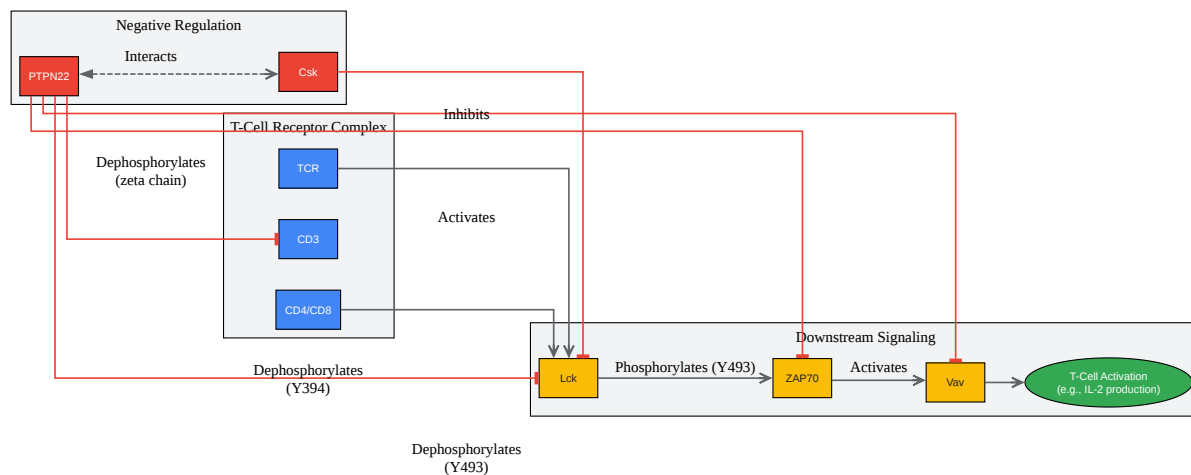 Negative Regulation
Interacts
PTPN22
Csk
Inhibits
T-Cell Receptor Complex
Dephosphorylates
(zeta chain)
TCR
Activates
CD3
CD4/CD8
Downstream Signaling
Dephosphorylates
(Y394)
Lck
Phosphorylates (Y493)
ZAP70
Activates
Vav
T-Cell Activation
(e.g., IL-2 production)
Dephosphorylates
(Y493)